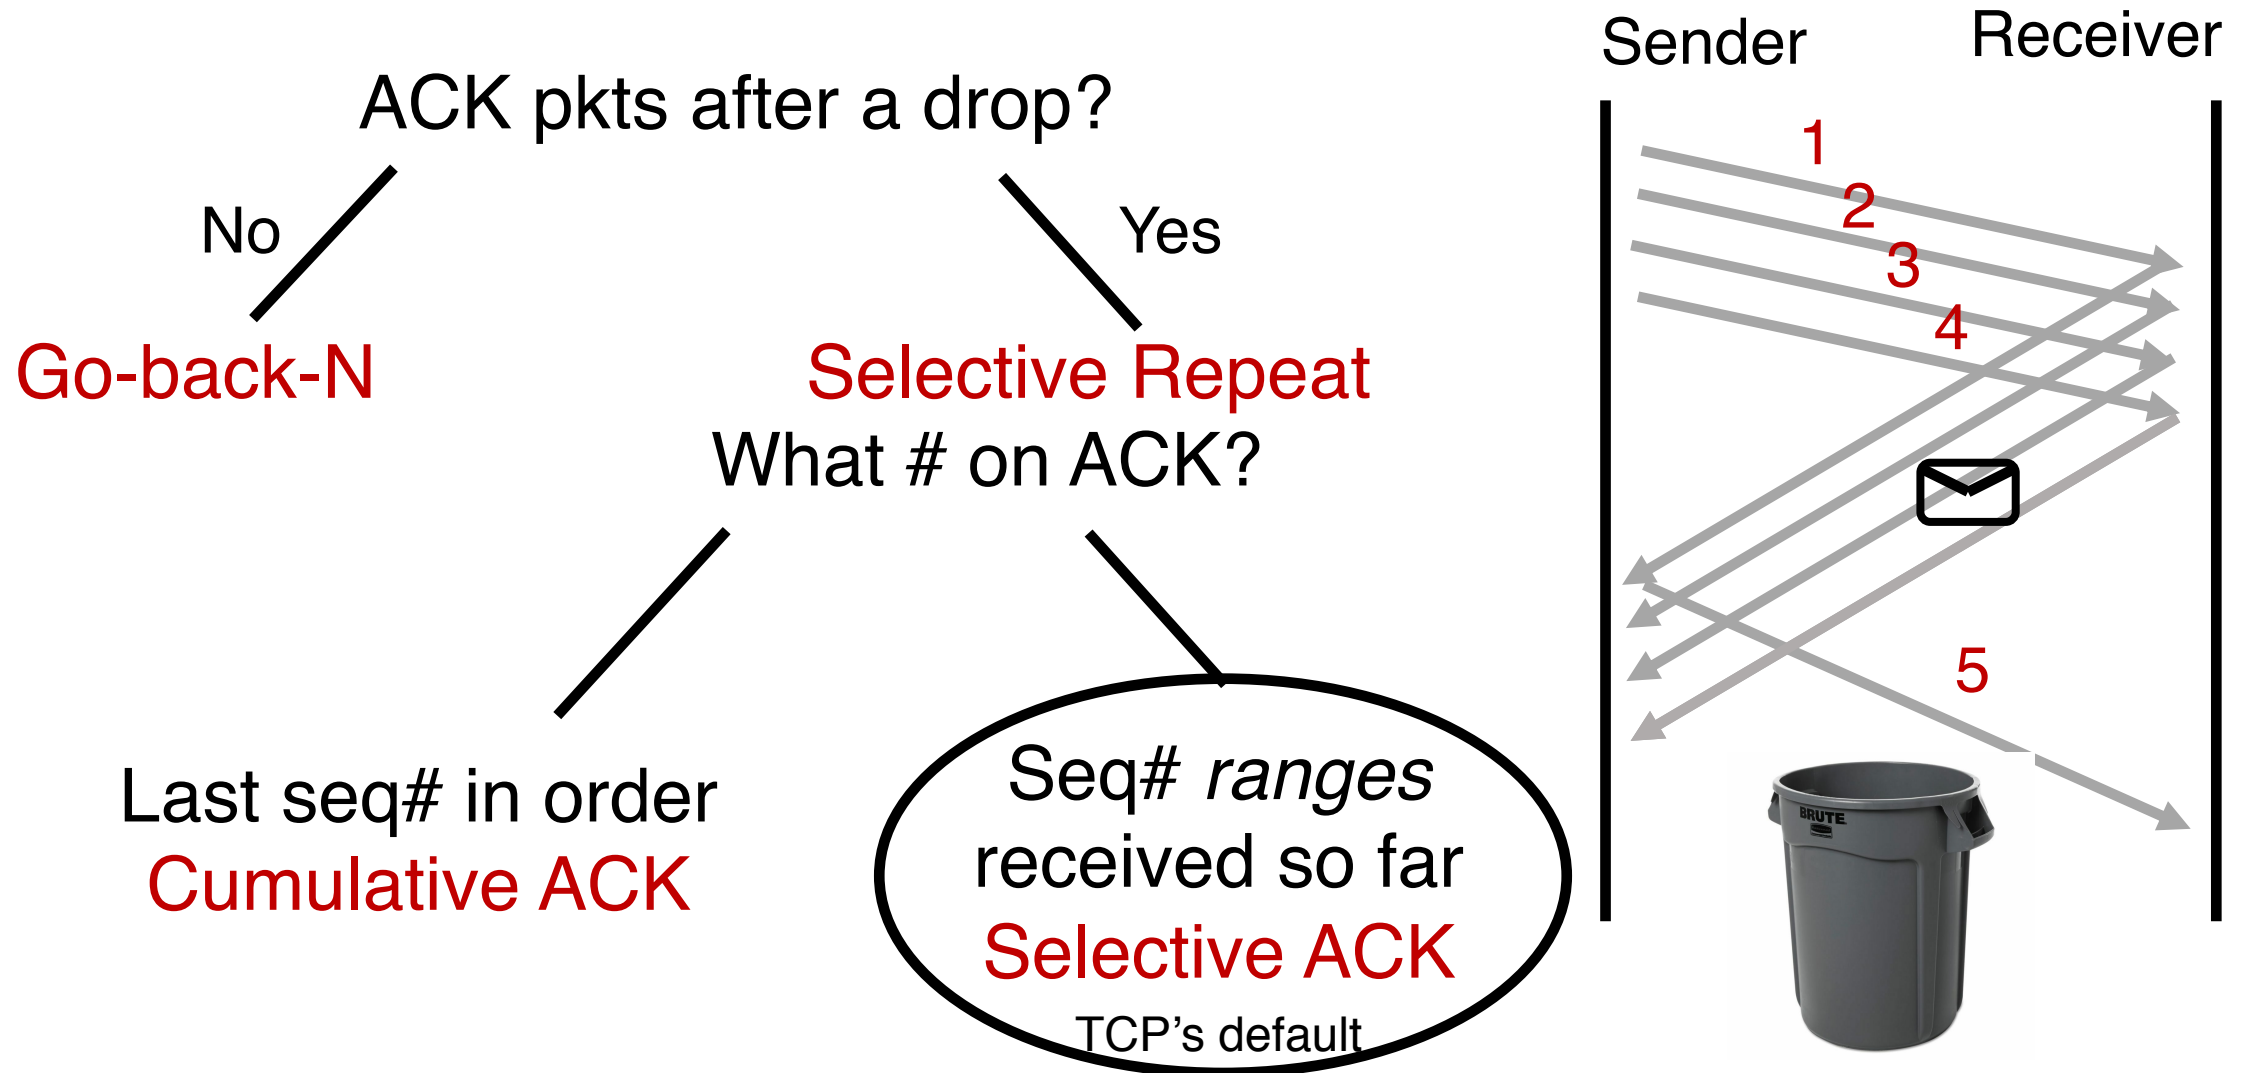 ACK pkts after a drop?
No
Yes
Go-back-N
Selective Repeat
What # on ACK?
Last seq# in order
Cumulative ACK
Seq# ranges
received so far
Selective ACK
TCP's default
Sender
Receiver
1
2
3
4
5
BRUTE